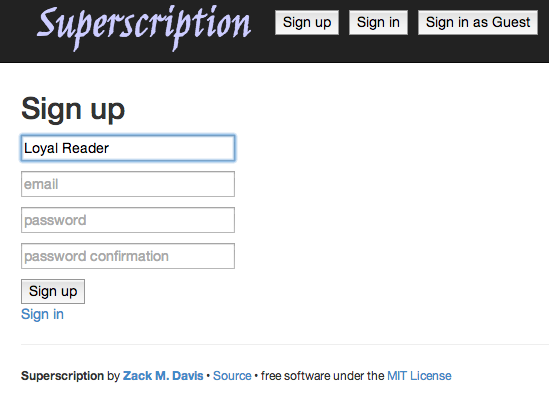 Superscription Sign up Sign in Sign in as Guest
Sign up
Loyal Reader
email
password
password confirmation
Sign up
Sign in
Superscription by Zack M. Davis • Source • free software under the MIT License